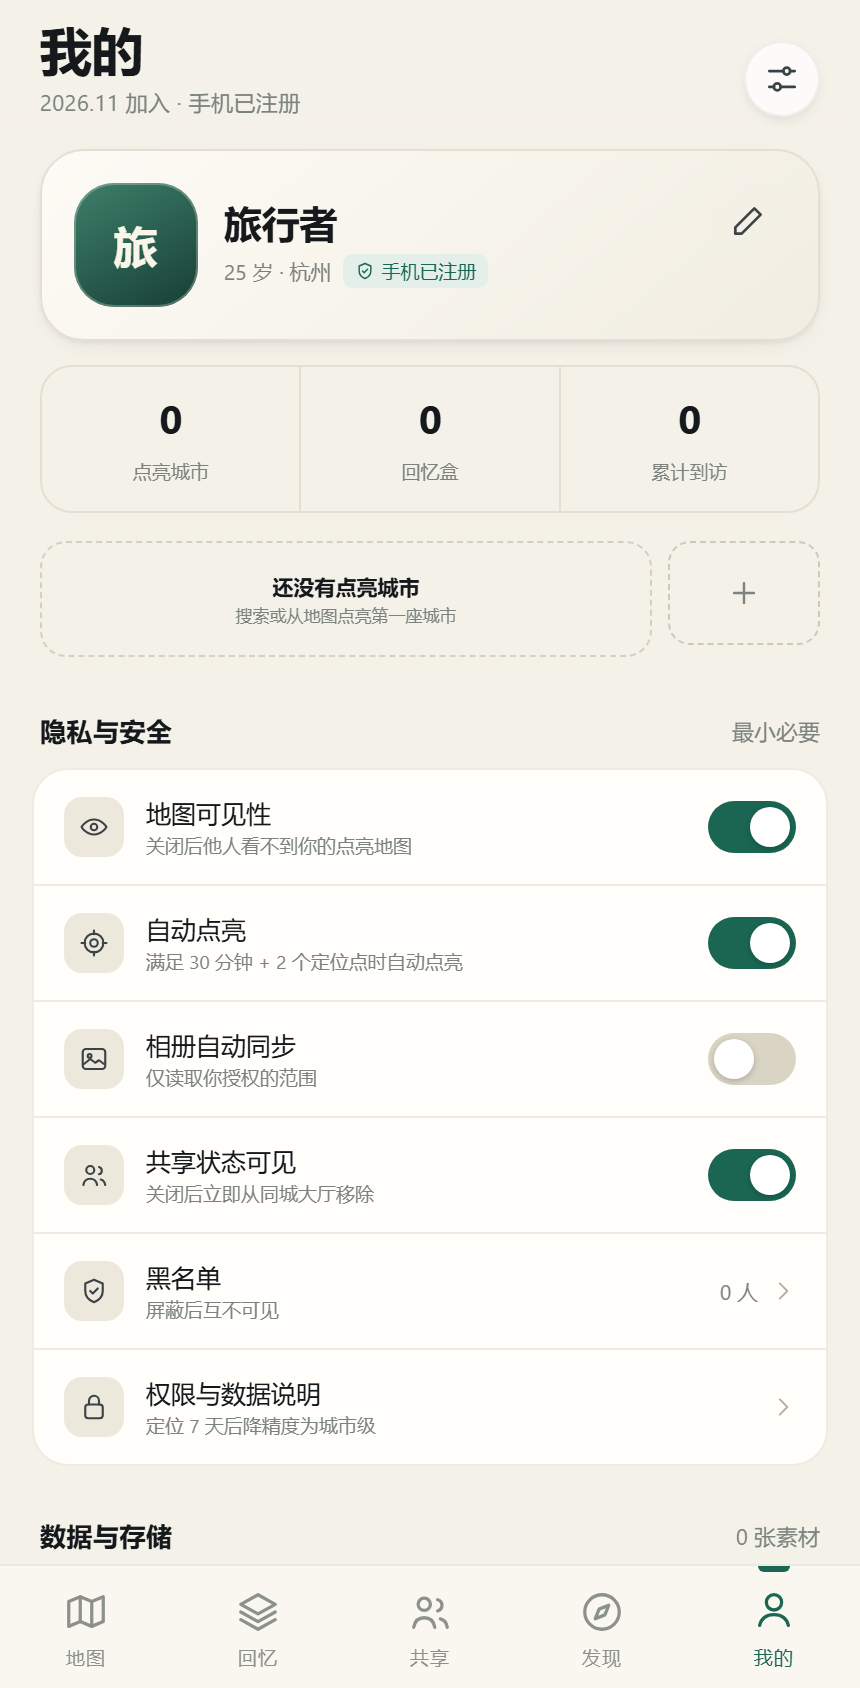 我的
2026.11 加入 · 手机已注册
旅
旅行者
25 岁 · 杭州 手机已注册
0 0 0
点亮城市 回忆盒 累计到访
还没有点亮城市
搜索或从地图点亮第一座城市
隐私与安全 最小必要
地图可见性
关闭后他人看不到你的点亮地图
自动点亮
满足 30 分钟 + 2 个定位点时自动点亮
相册自动同步
仅读取你授权的范围
共享状态可见
关闭后立即从同城大厅移除
黑名单
屏蔽后互不可见
0 人
权限与数据说明
定位 7 天后降精度为城市级
数据与存储 0 张素材
地图 回忆 共享 发现 我的